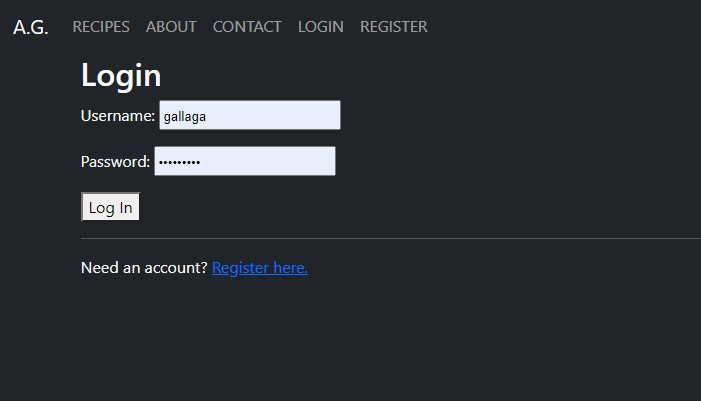 A.G. RECIPES ABOUT CONTACT LOGIN REGISTER
Login
Username: gallaga
Password: •••••••••
Log In
Need an account? Register here.